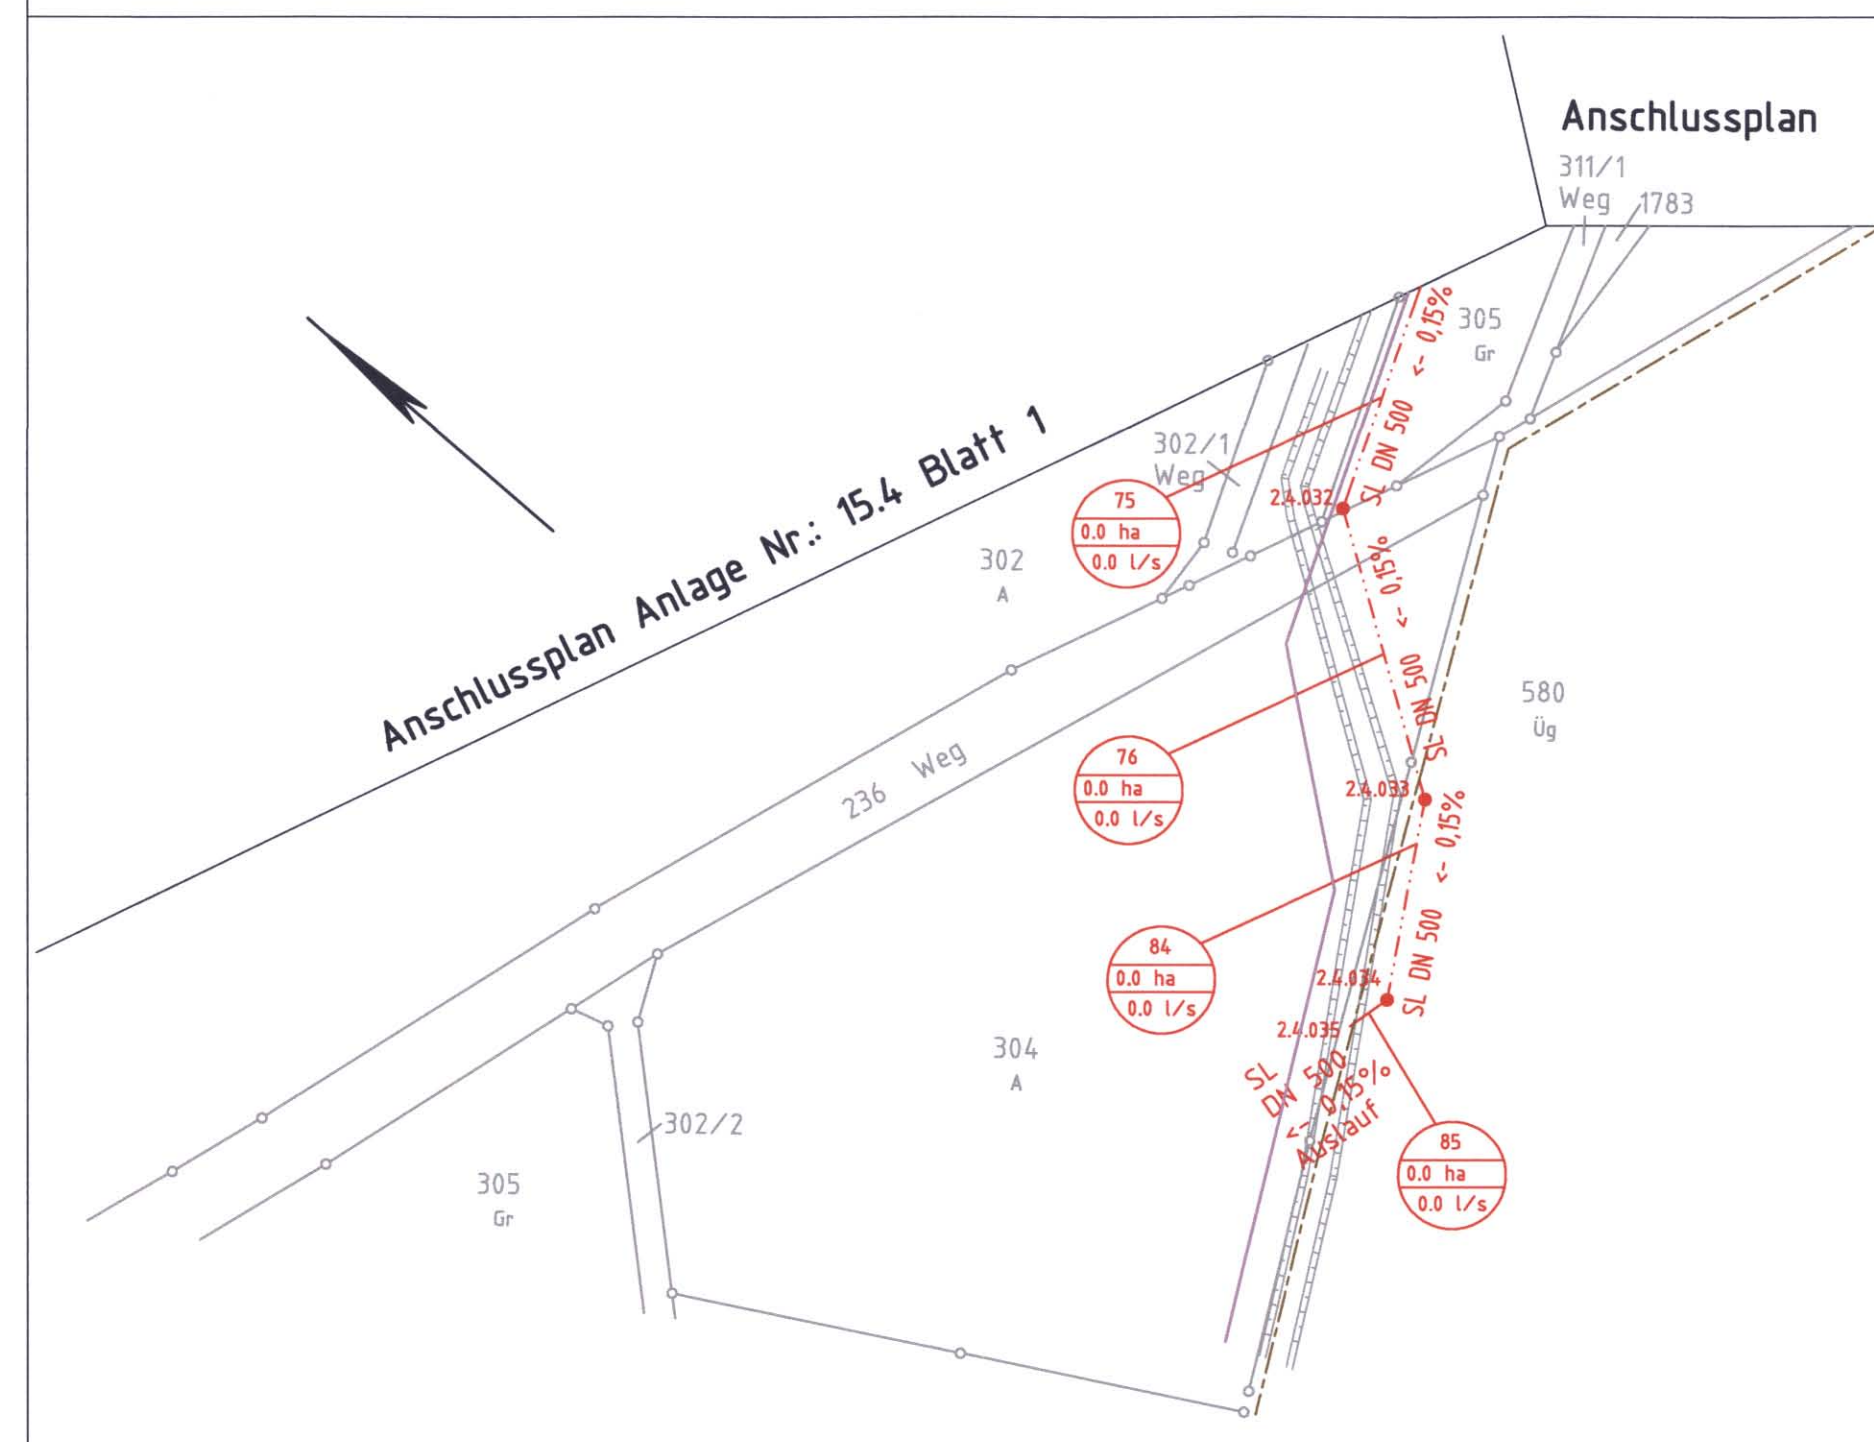 Anschlussplan
311/1
Weg
1783
Anschlussplan Anlage Nr.: 15.4 Blatt 1
305
Gr
SL DN 500 <- 0,15%
302/1
Weg
2.4.032
75
0.0 ha
0.0 l/s
302
A
SL DN 500 <- 0,15%
580
Üg
76
0.0 ha
0.0 l/s
236 Weg
2.4.033
SL DN 500 <- 0,15%
84
0.0 ha
0.0 l/s
2.4.034
2.4.035
304
A
SL
DN 500
<- 0,15%
Auslauf
302/2
85
0.0 ha
0.0 l/s
305
Gr